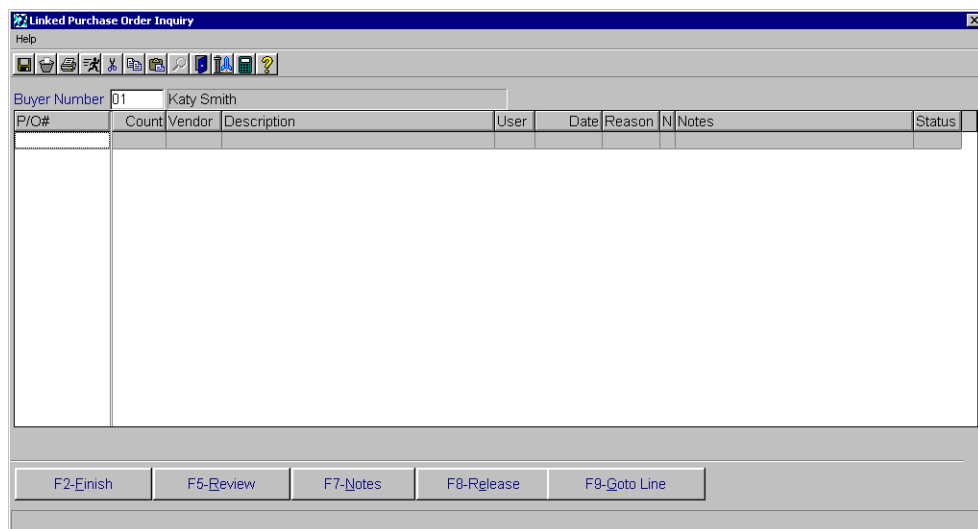 Linked Purchase Order Inquiry
Help
Buyer Number 01 Katy Smith
P/O# Count Vendor Description User Date Reason N Notes Status
F2-Finish F5-Review F7-Notes F8-Release F9-Goto Line